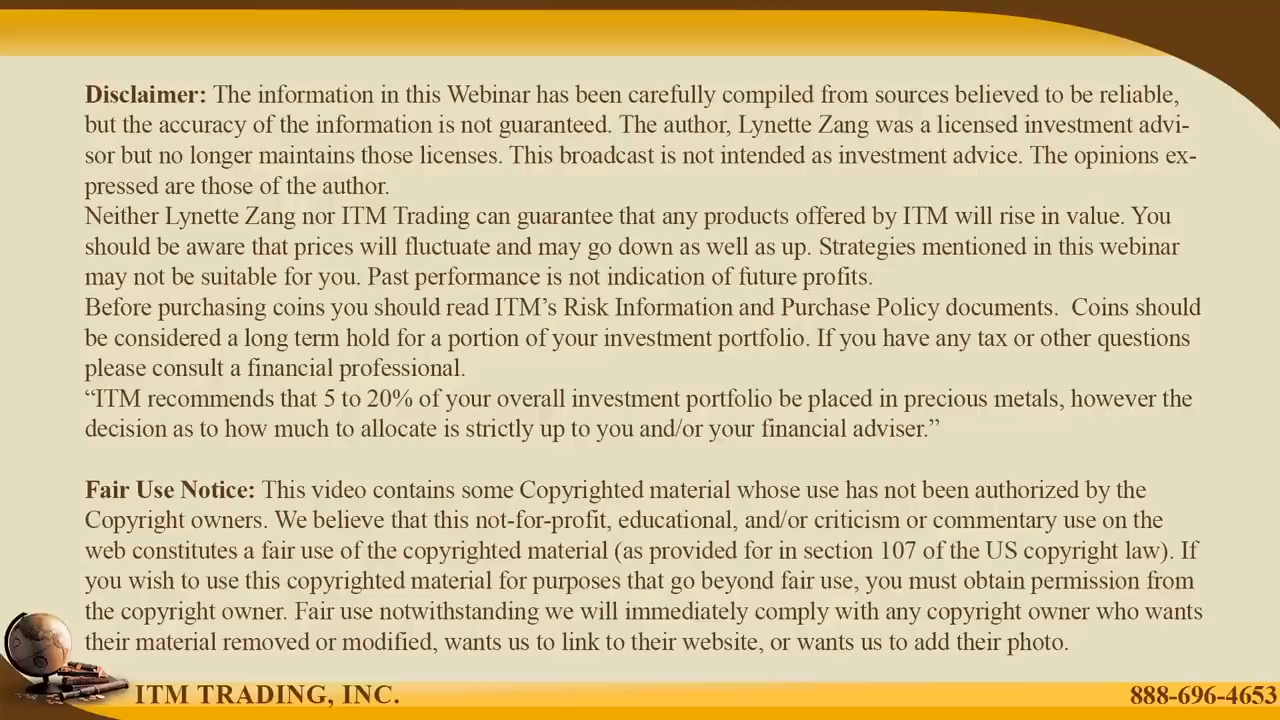 Disclaimer: The information in this Webinar has been carefully compiled from sources believed to be reliable,
but the accuracy of the information is not guaranteed. The author, Lynette Zang was a licensed investment advi-
sor but no longer maintains those licenses. This broadcast is not intended as investment advice. The opinions ex-
pressed are those of the author.
Neither Lynette Zang nor ITM Trading can guarantee that any products offered by ITM will rise in value. You
should be aware that prices will fluctuate and may go down as well as up. Strategies mentioned in this webinar
may not be suitable for you. Past performance is not indication of future profits.
Before purchasing coins you should read ITM’s Risk Information and Purchase Policy documents.  Coins should
be considered a long term hold for a portion of your investment portfolio. If you have any tax or other questions
please consult a financial professional.
“ITM recommends that 5 to 20% of your overall investment portfolio be placed in precious metals, however the
decision as to how much to allocate is strictly up to you and/or your financial adviser.”
Fair Use Notice: This video contains some Copyrighted material whose use has not been authorized by the
Copyright owners. We believe that this not-for-profit, educational, and/or criticism or commentary use on the
web constitutes a fair use of the copyrighted material (as provided for in section 107 of the US copyright law). If
you wish to use this copyrighted material for purposes that go beyond fair use, you must obtain permission from
the copyright owner. Fair use notwithstanding we will immediately comply with any copyright owner who wants
their material removed or modified, wants us to link to their website, or wants us to add their photo.
ITM TRADING, INC.
888-696-4653